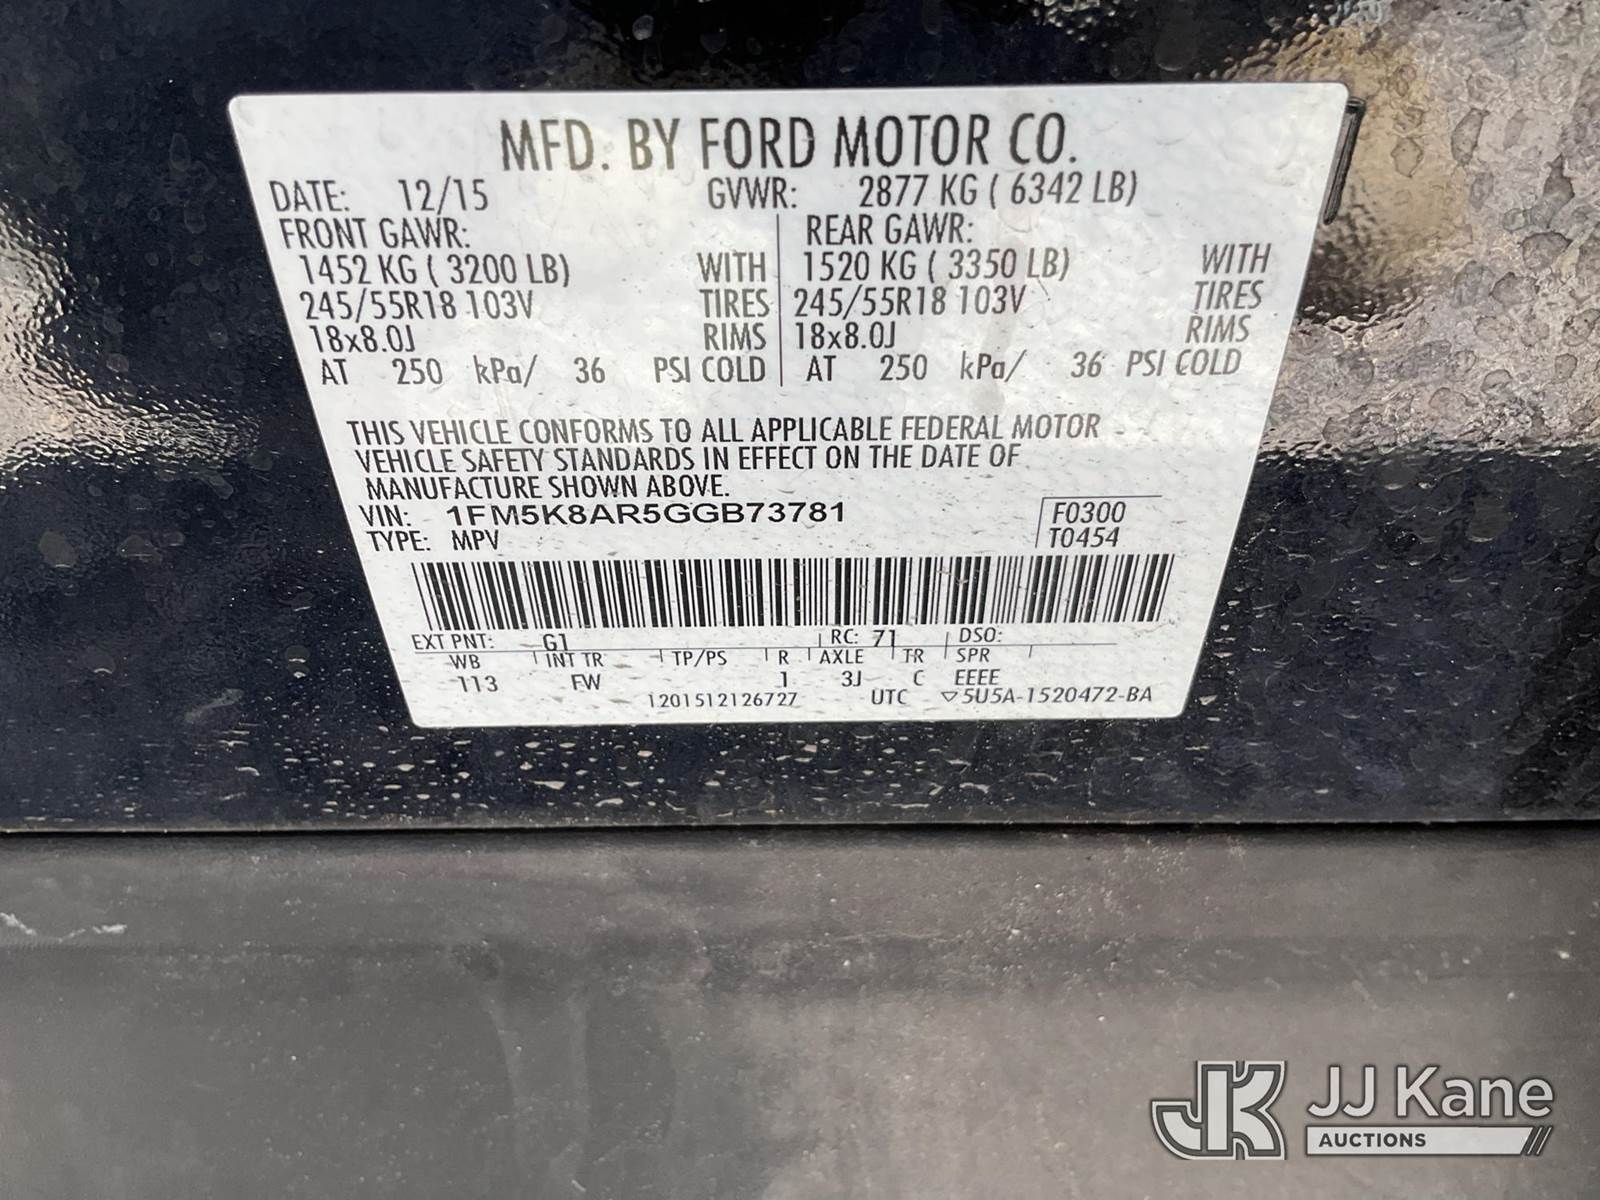 MFD. BY FORD MOTOR CO.
DATE: 12/15 GVWR: 2877 KG ( 6342 LB)
FRONT GAWR: REAR GAWR:
1452 KG ( 3200 LB) WITH 1520 KG ( 3350 LB) WITH
245/55R18 103V TIRES 245/55R18 103V TIRES
18x8.0J RIMS 18x8.0J RIMS
AT 250 kPa/ 36 PSI COLD AT 250 kPa/ 36 PSI COLD
THIS VEHICLE CONFORMS TO ALL APPLICABLE FEDERAL MOTOR
VEHICLE SAFETY STANDARDS IN EFFECT ON THE DATE OF
MANUFACTURE SHOWN ABOVE.
VIN: 1FM5K8AR5GGB73781 F0300
TYPE: MPV T0454
EXT PNT: G1 RC: 71 DSO:
WB INT TR TP/PS R AXLE TR SPR
113 FW 1 3J C EEEE
1201512126727 UTC ▽5U5A-1520472-BA
JK JJ Kane
AUCTIONS